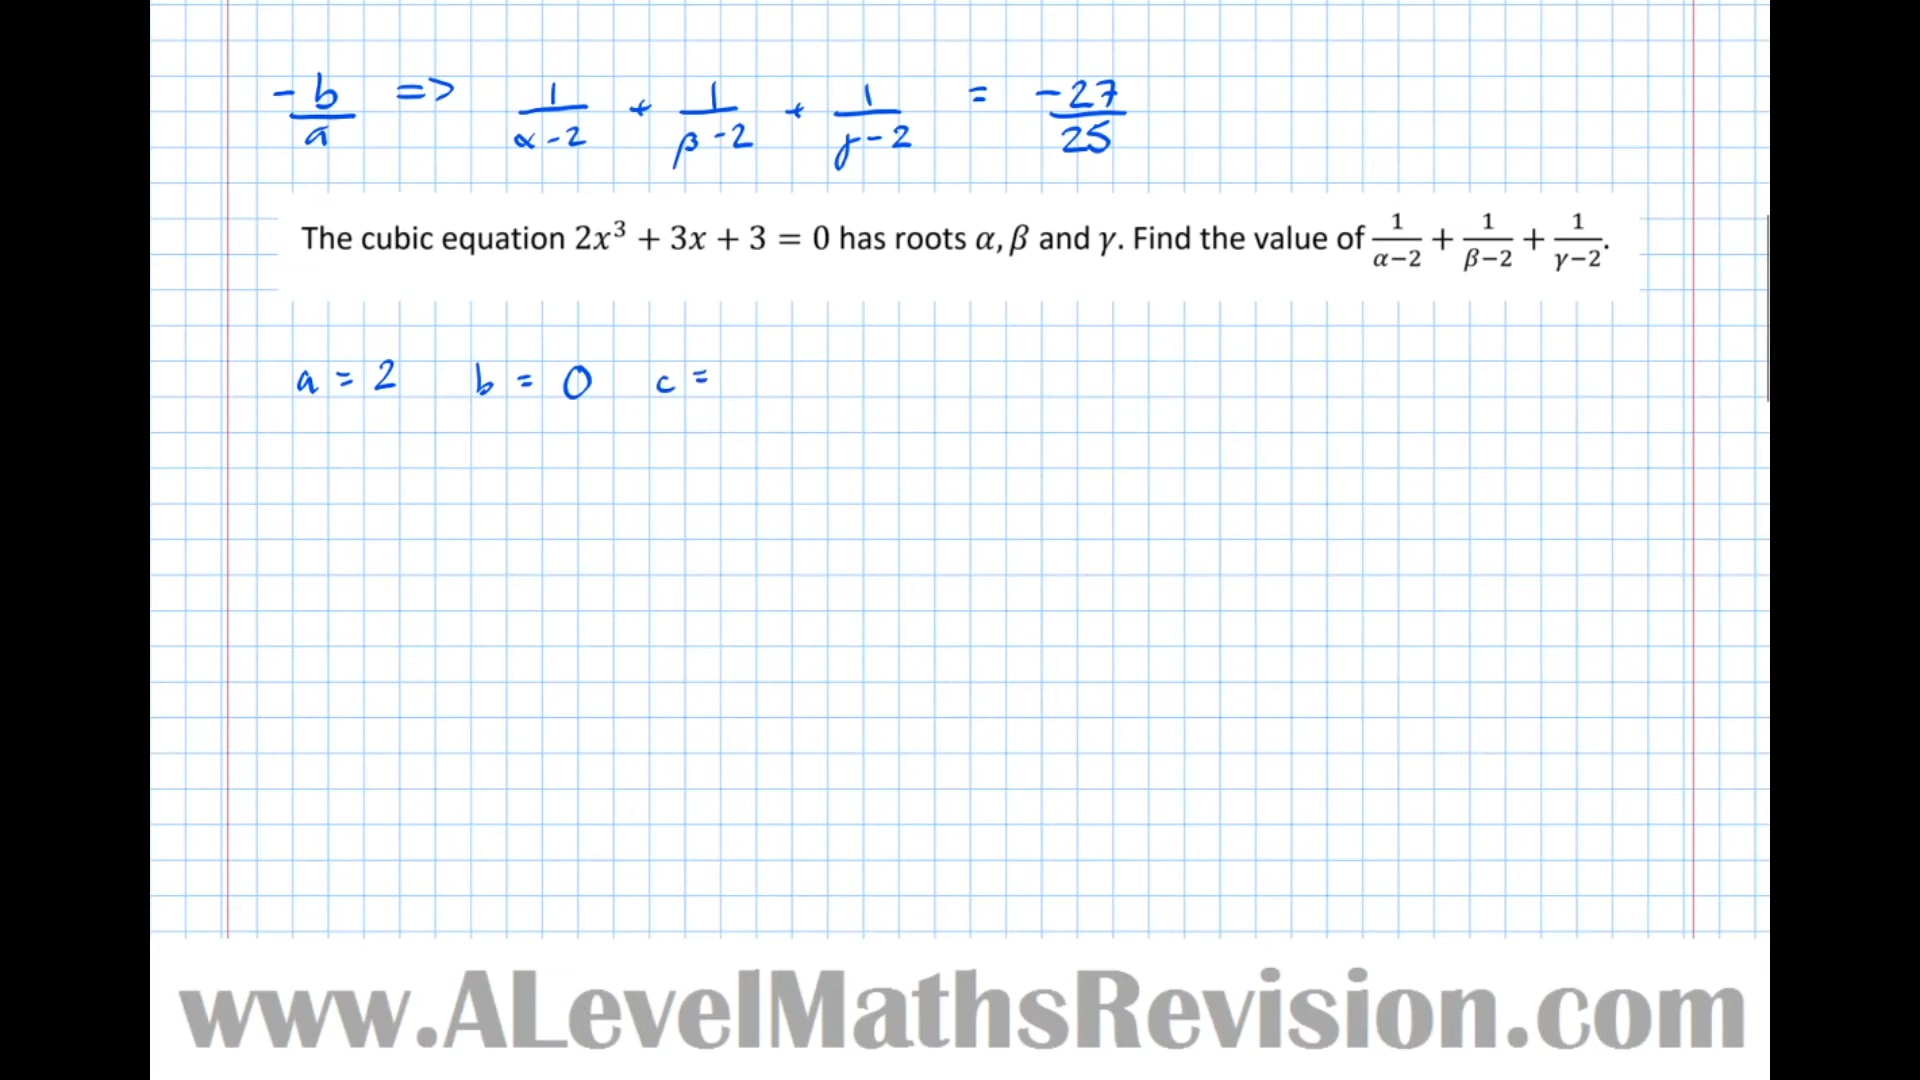 -b/a => 1/(α-2) + 1/(β-2) + 1/(γ-2) = -27/25
The cubic equation 2x³ + 3x + 3 = 0 has roots α, β and γ. Find the value of 1/(α−2) + 1/(β−2) + 1/(γ−2).
a = 2 b = 0 c =
www.ALevelMathsRevision.com